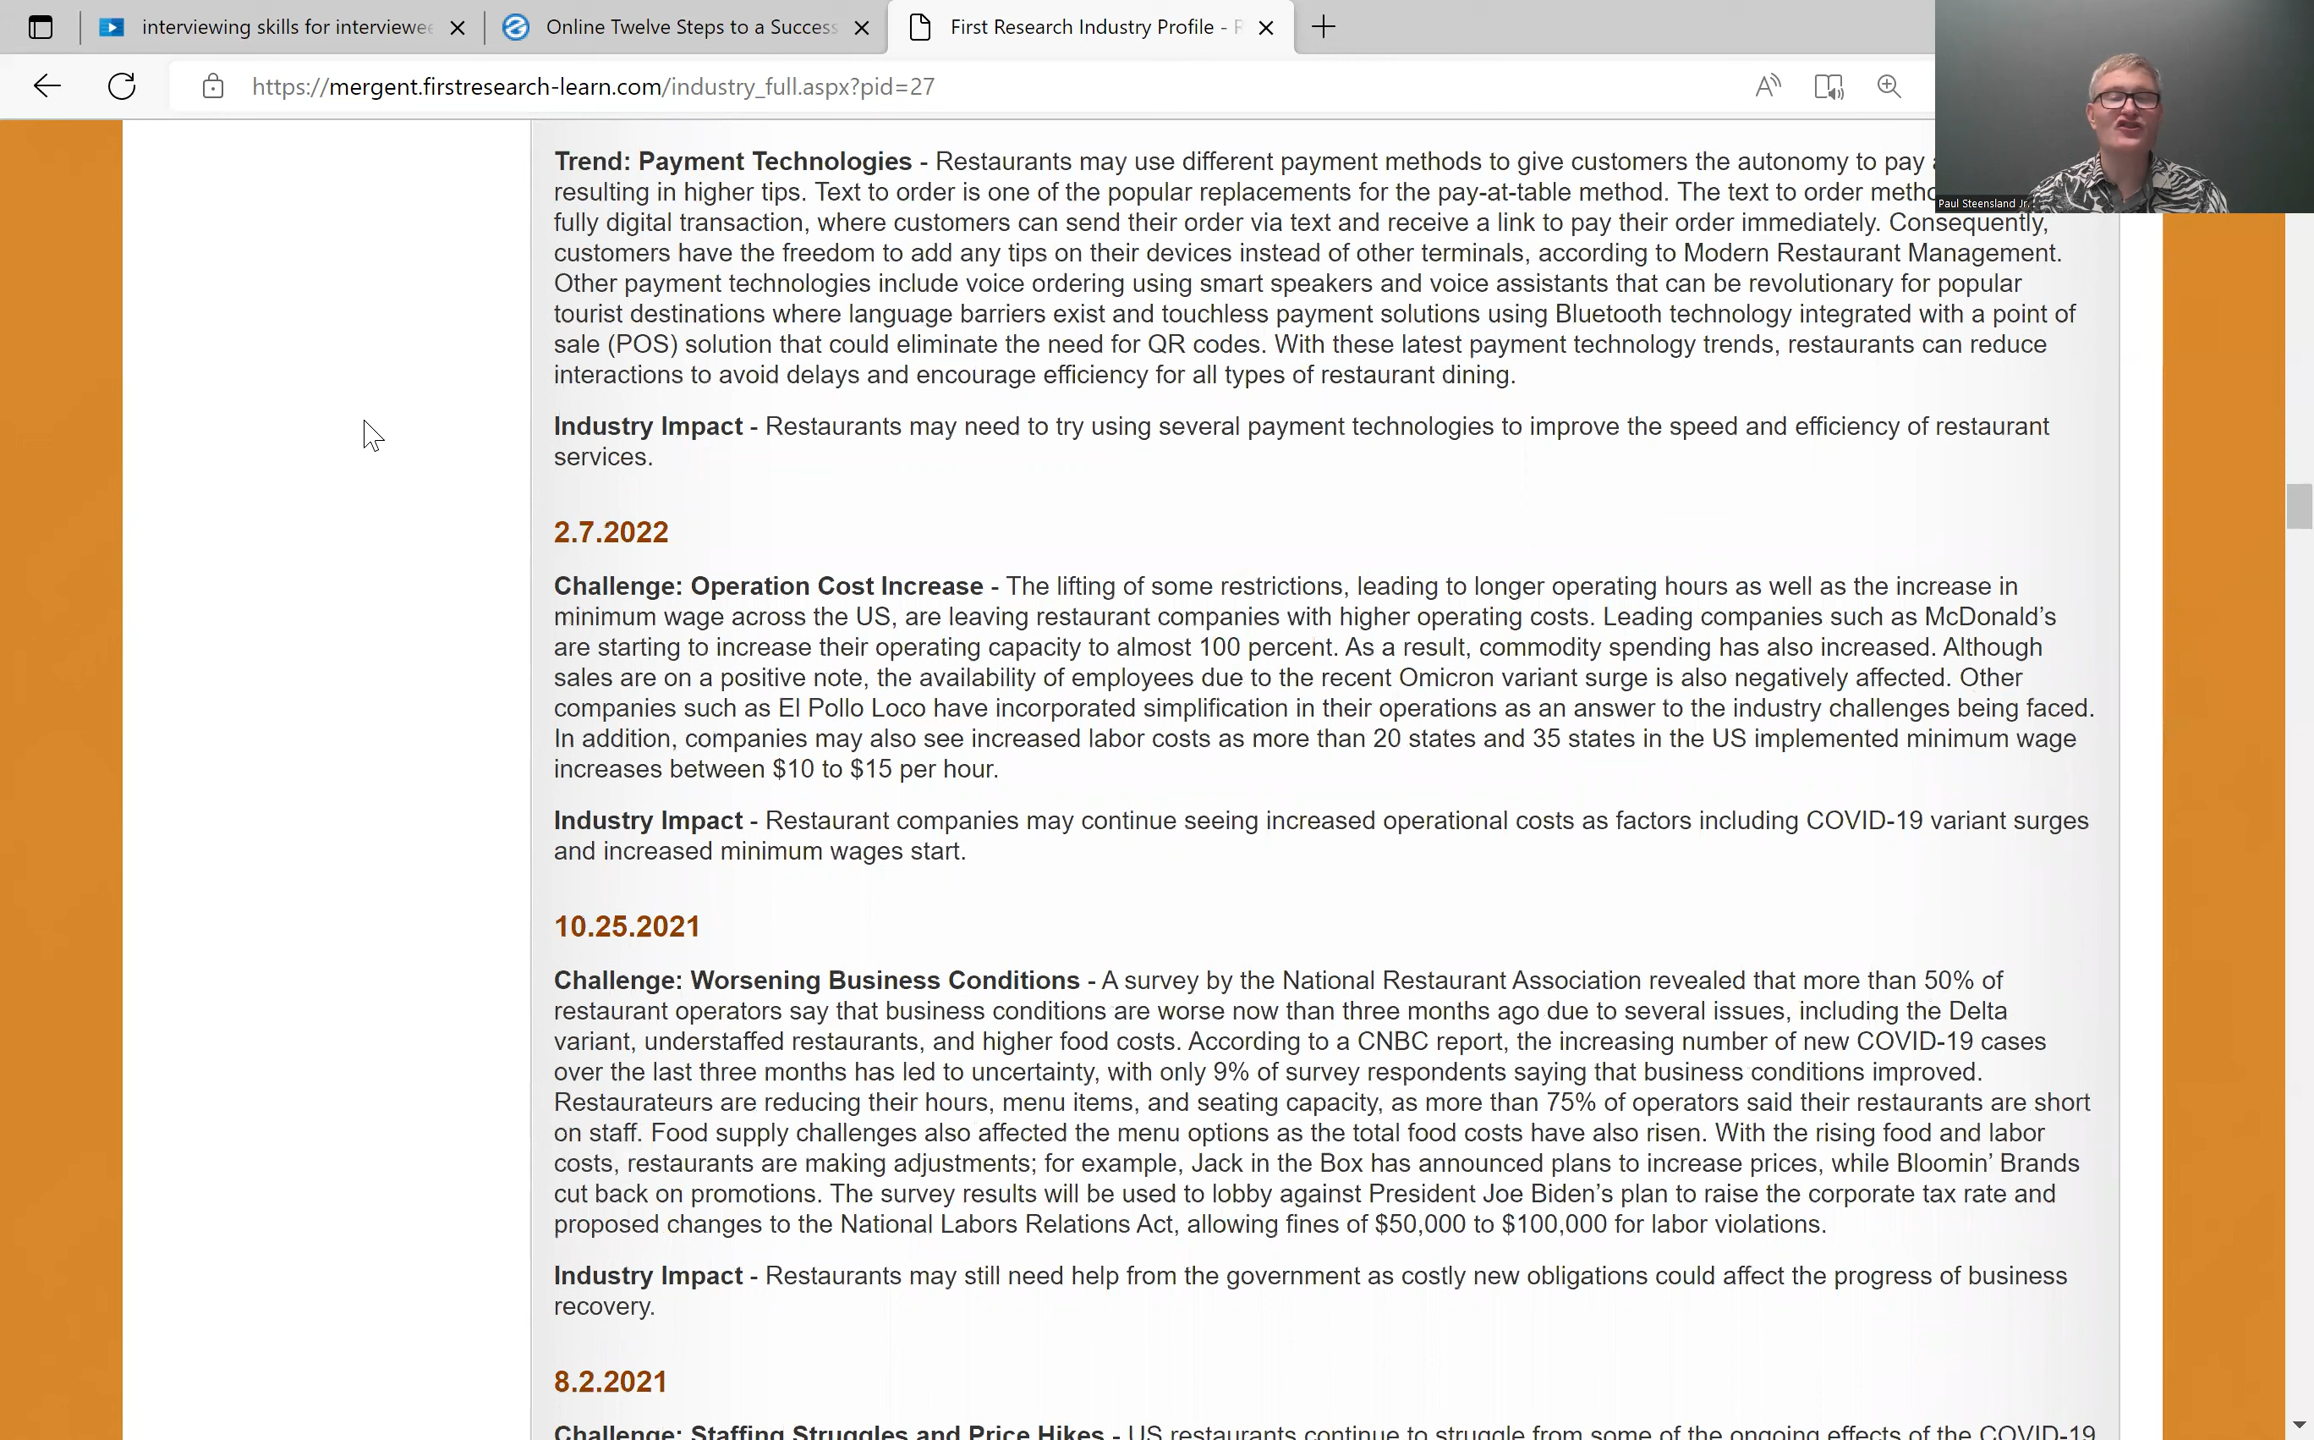 interviewing skills for interviewee
Online Twelve Steps to a Success
First Research Industry Profile -
https://mergent.firstresearch-learn.com/industry_full.aspx?pid=27
Paul Steensland Jr.
Trend: Payment Technologies - Restaurants may use different payment methods to give customers the autonomy to pay
resulting in higher tips. Text to order is one of the popular replacements for the pay-at-table method. The text to order
fully digital transaction, where customers can send their order via text and receive a link to pay their order immediately. Consequently,
customers have the freedom to add any tips on their devices instead of other terminals, according to Modern Restaurant Management.
Other payment technologies include voice ordering using smart speakers and voice assistants that can be revolutionary for popular
tourist destinations where language barriers exist and touchless payment solutions using Bluetooth technology integrated with a point of
sale (POS) solution that could eliminate the need for QR codes. With these latest payment technology trends, restaurants can reduce
interactions to avoid delays and encourage efficiency for all types of restaurant dining.
Industry Impact - Restaurants may need to try using several payment technologies to improve the speed and efficiency of restaurant
services.
2.7.2022
Challenge: Operation Cost Increase - The lifting of some restrictions, leading to longer operating hours as well as the increase in
minimum wage across the US, are leaving restaurant companies with higher operating costs. Leading companies such as McDonald's
are starting to increase their operating capacity to almost 100 percent. As a result, commodity spending has also increased. Although
sales are on a positive note, the availability of employees due to the recent Omicron variant surge is also negatively affected. Other
companies such as El Pollo Loco have incorporated simplification in their operations as an answer to the industry challenges being faced.
In addition, companies may also see increased labor costs as more than 20 states and 35 states in the US implemented minimum wage
increases between $10 to $15 per hour.
Industry Impact - Restaurant companies may continue seeing increased operational costs as factors including COVID-19 variant surges
and increased minimum wages start.
10.25.2021
Challenge: Worsening Business Conditions - A survey by the National Restaurant Association revealed that more than 50% of
restaurant operators say that business conditions are worse now than three months ago due to several issues, including the Delta
variant, understaffed restaurants, and higher food costs. According to a CNBC report, the increasing number of new COVID-19 cases
over the last three months has led to uncertainty, with only 9% of survey respondents saying that business conditions improved.
Restaurateurs are reducing their hours, menu items, and seating capacity, as more than 75% of operators said their restaurants are short
on staff. Food supply challenges also affected the menu options as the total food costs have also risen. With the rising food and labor
costs, restaurants are making adjustments; for example, Jack in the Box has announced plans to increase prices, while Bloomin' Brands
cut back on promotions. The survey results will be used to lobby against President Joe Biden's plan to raise the corporate tax rate and
proposed changes to the National Labors Relations Act, allowing fines of $50,000 to $100,000 for labor violations.
Industry Impact - Restaurants may still need help from the government as costly new obligations could affect the progress of business
recovery.
8.2.2021
Challenge: Staffing Struggles and Price Hikes - US restaurants continue to struggle from some of the ongoing effects of the COVID-19